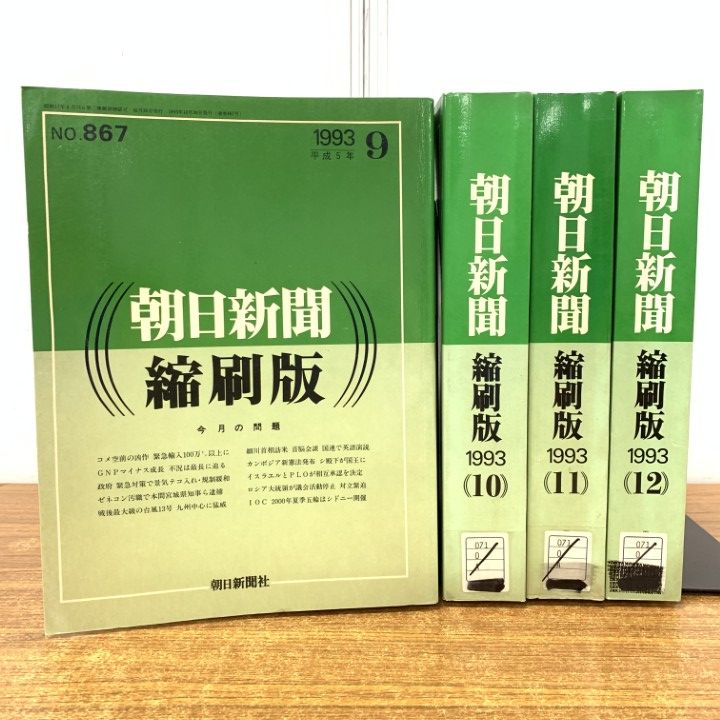 NO.867
1993
平成5年
9
朝日新聞
縮刷版
今月の問題
コメ空前の凶作 緊急輸入100万㌧以上に
GNPマイナス成長 不況は最長に迫る
政府 緊急対策で景気テコ入れ・規制緩和
ゼネコン汚職で本間宮城県知事ら逮捕
戦後最大級の台風13号 九州中心に猛威
細川首相訪米 首脳会談 国連で英語演説
カンボジア新憲法発布 シ殿下が国王に
イスラエルとPLOが相互承認を決定
ロシア大統領が議会活動停止 対立緊迫
IOC 2000年夏季五輪はシドニー開催
朝日新聞社
朝日新聞
縮刷版
1993
(10)
071
朝日新聞
縮刷版
1993
(11)
071
朝日新聞
縮刷版
1993
(12)
071